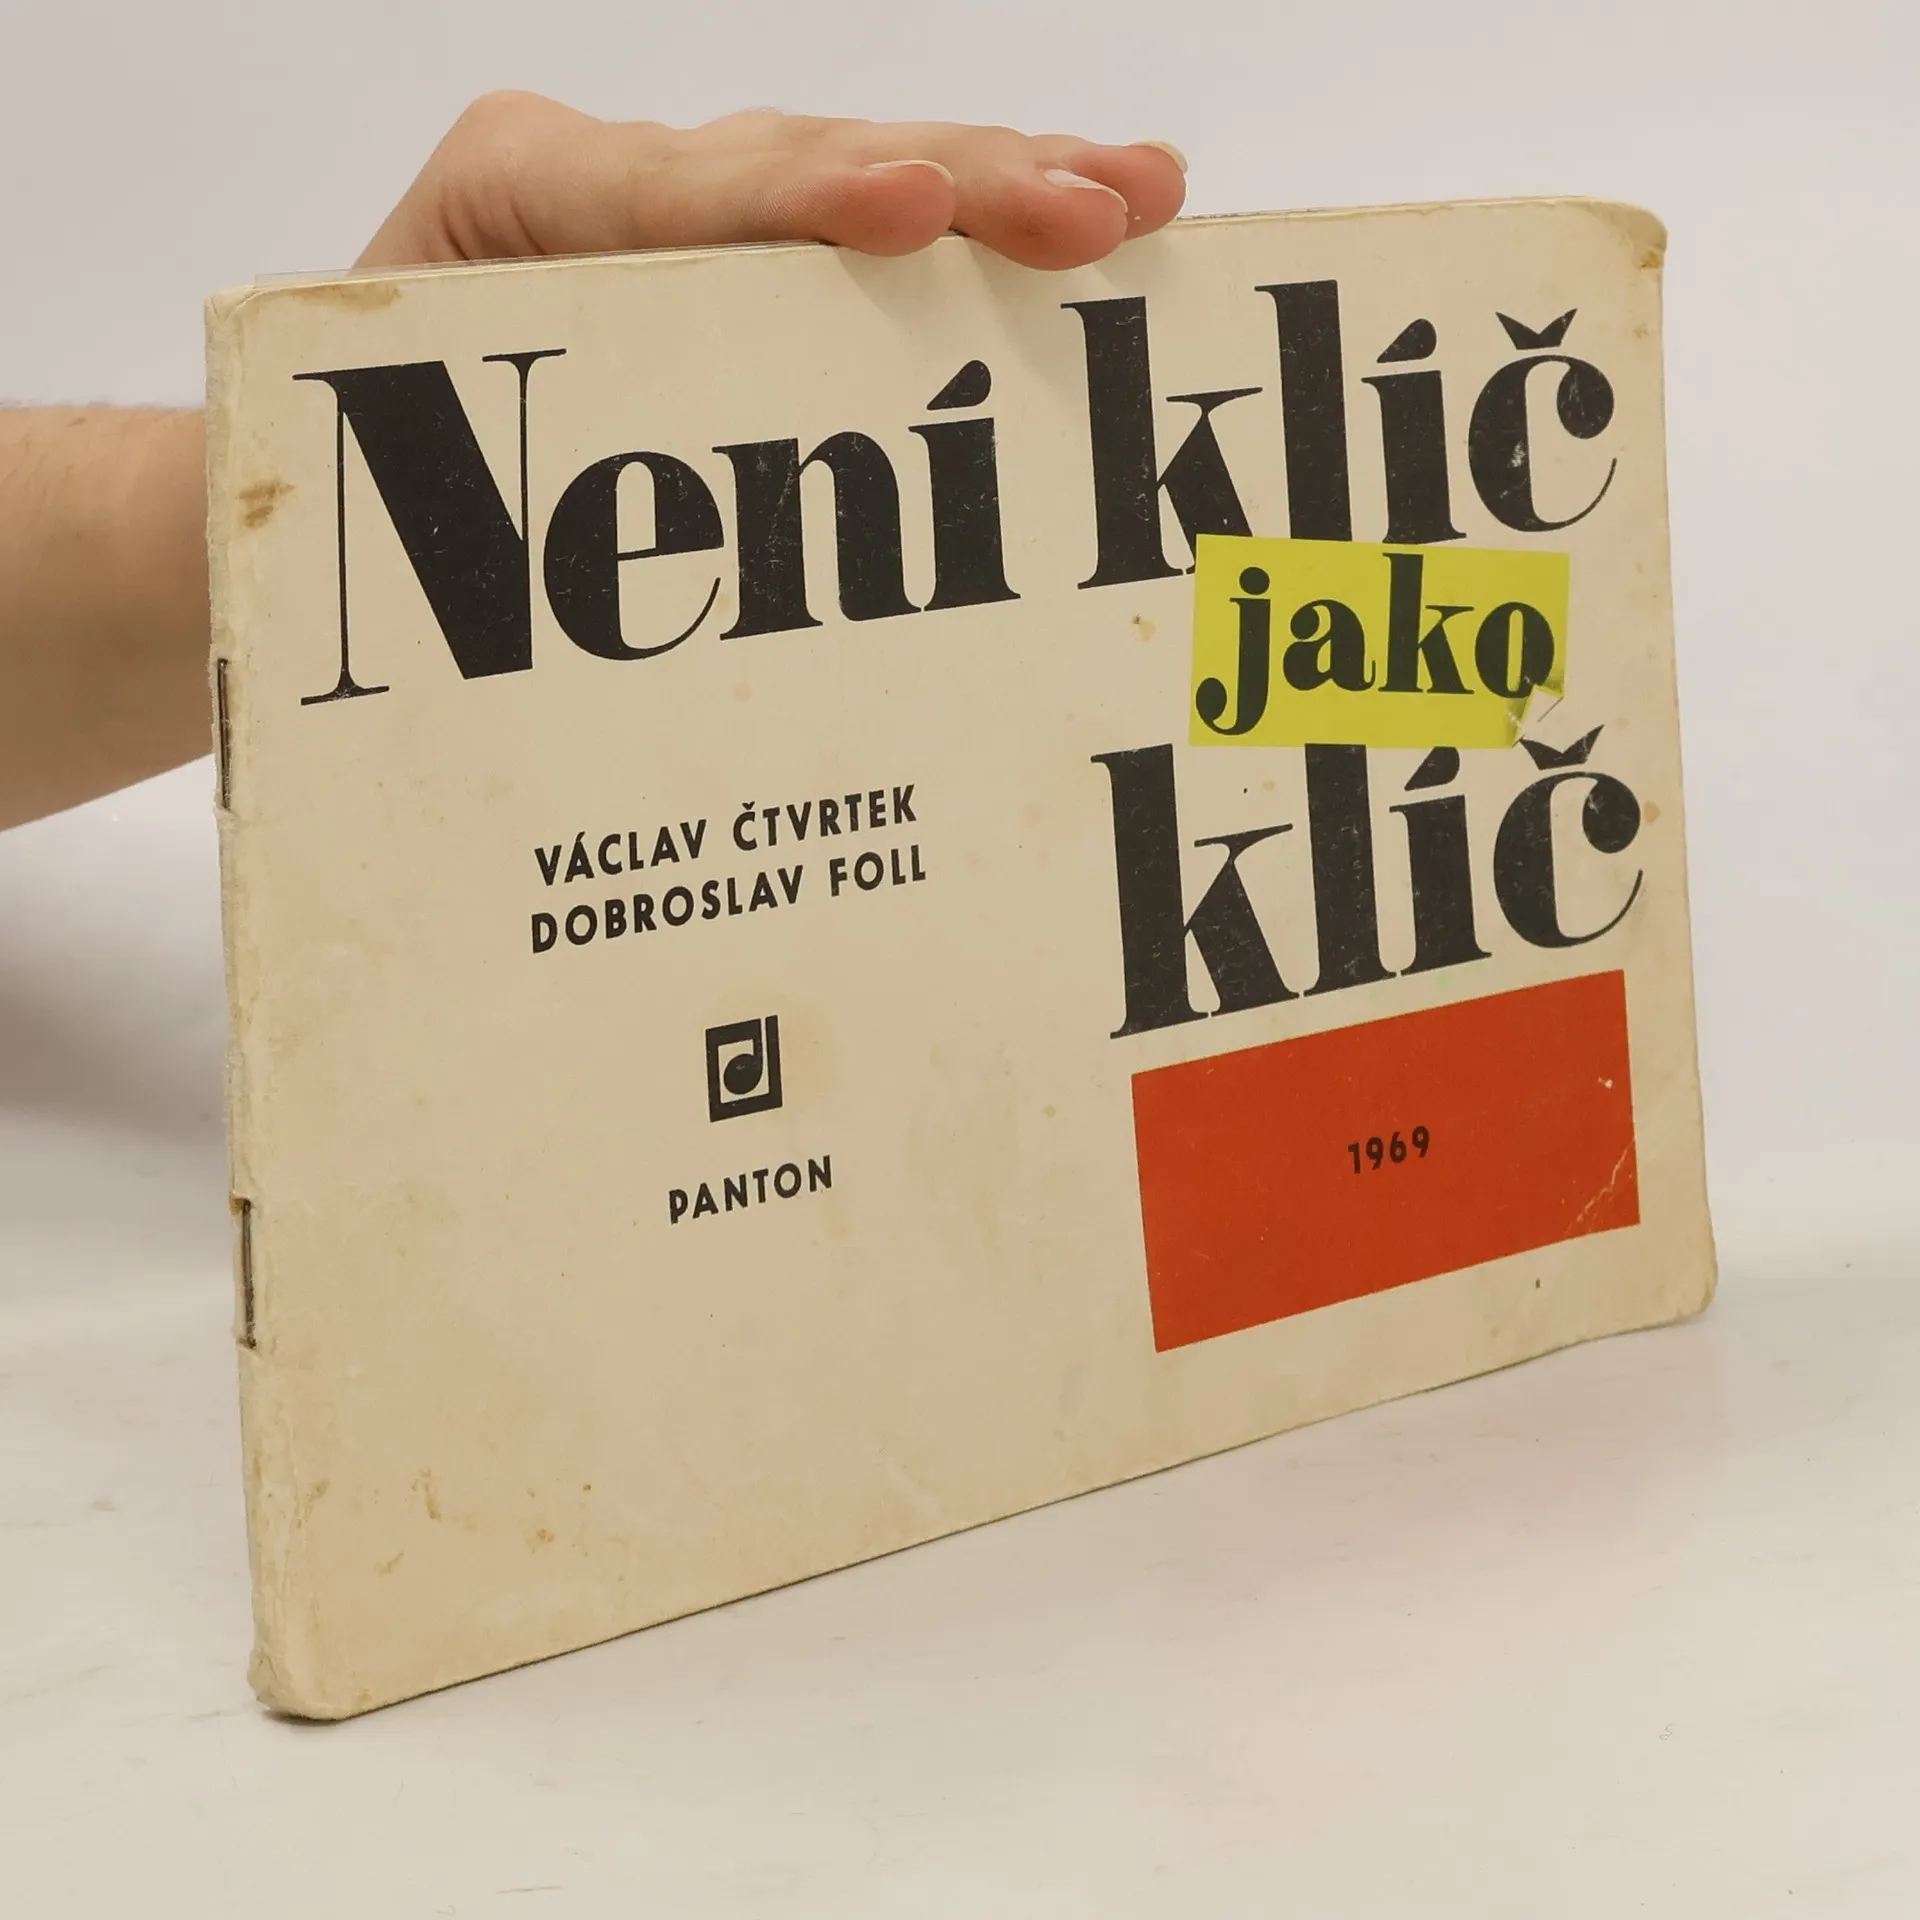 Není klíč
jako
klíč
VÁCLAV ČTVRTEK
DOBROSLAV FOLL
PANTON
1969